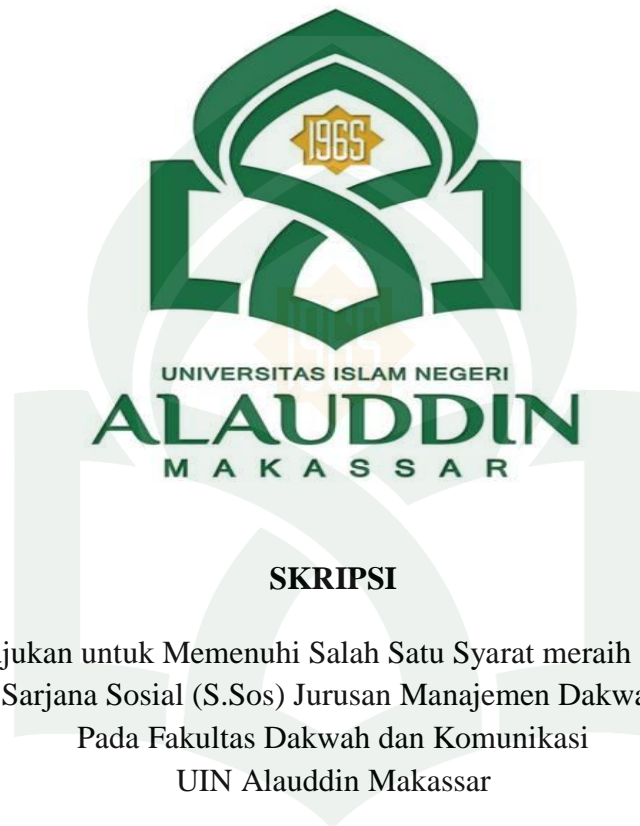 1965
UNIVERSITAS ISLAM NEGERI
ALAUDDIN
MAKASSAR
SKRIPSI
jukan untuk Memenuhi Salah Satu Syarat meraih
Sarjana Sosial (S.Sos) Jurusan Manajemen Dakwa
Pada Fakultas Dakwah dan Komunikasi
UIN Alauddin Makassar